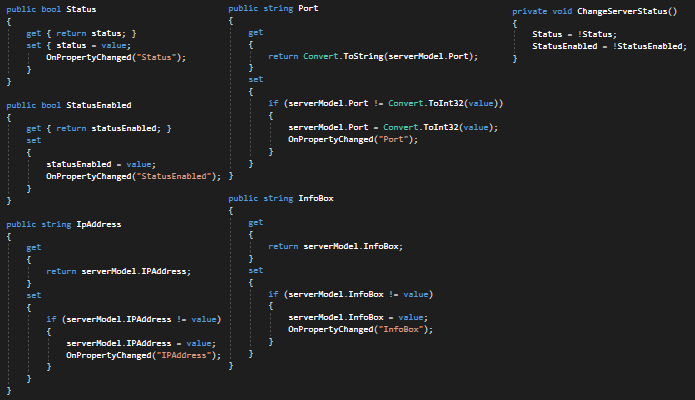 public bool Status
{
get { return status; }
set { status = value;
OnPropertyChanged("Status");
}
}
public bool StatusEnabled
{
get { return statusEnabled; }
set
{
statusEnabled = value;
OnPropertyChanged("StatusEnabled");
}
}
public string IpAddress
{
get
{
return serverModel.IPAddress;
}
set
{
if (serverModel.IPAddress != value)
{
serverModel.IPAddress = value;
OnPropertyChanged("IPAddress");
}
}
}
public string Port
{
get
{
return Convert.ToString(serverModel.Port);
}
set
{
if (serverModel.Port != Convert.ToInt32(value))
{
serverModel.Port = Convert.ToInt32(value);
OnPropertyChanged("Port");
}
}
}
public string InfoBox
{
get
{
return serverModel.InfoBox;
}
set
{
if (serverModel.InfoBox != value)
{
serverModel.InfoBox = value;
OnPropertyChanged("InfoBox");
}
}
}
private void ChangeServerStatus()
{
Status = !Status;
StatusEnabled = !StatusEnabled;
}